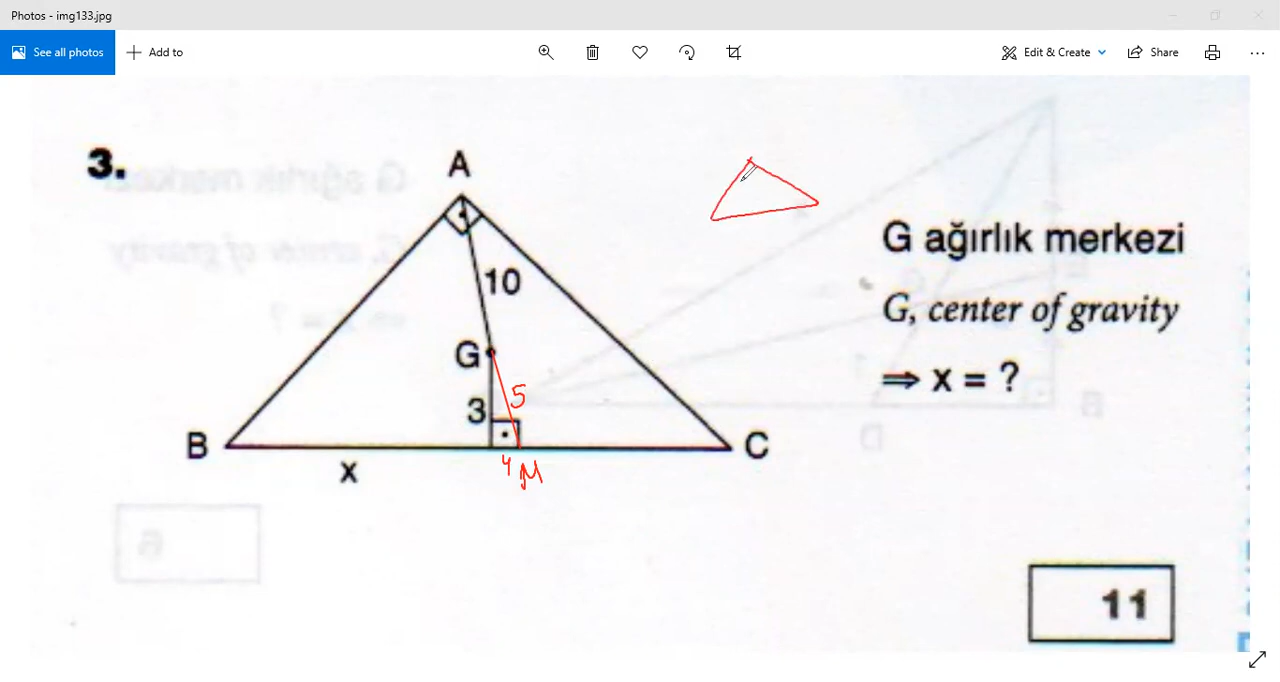 Photos - img133.jpg
See all photos
Add to
Edit & Create
Share
3.
A
10
G
5
3
B
C
x
4 M
G ağırlık merkezi
G, center of gravity
⇒ x = ?
11